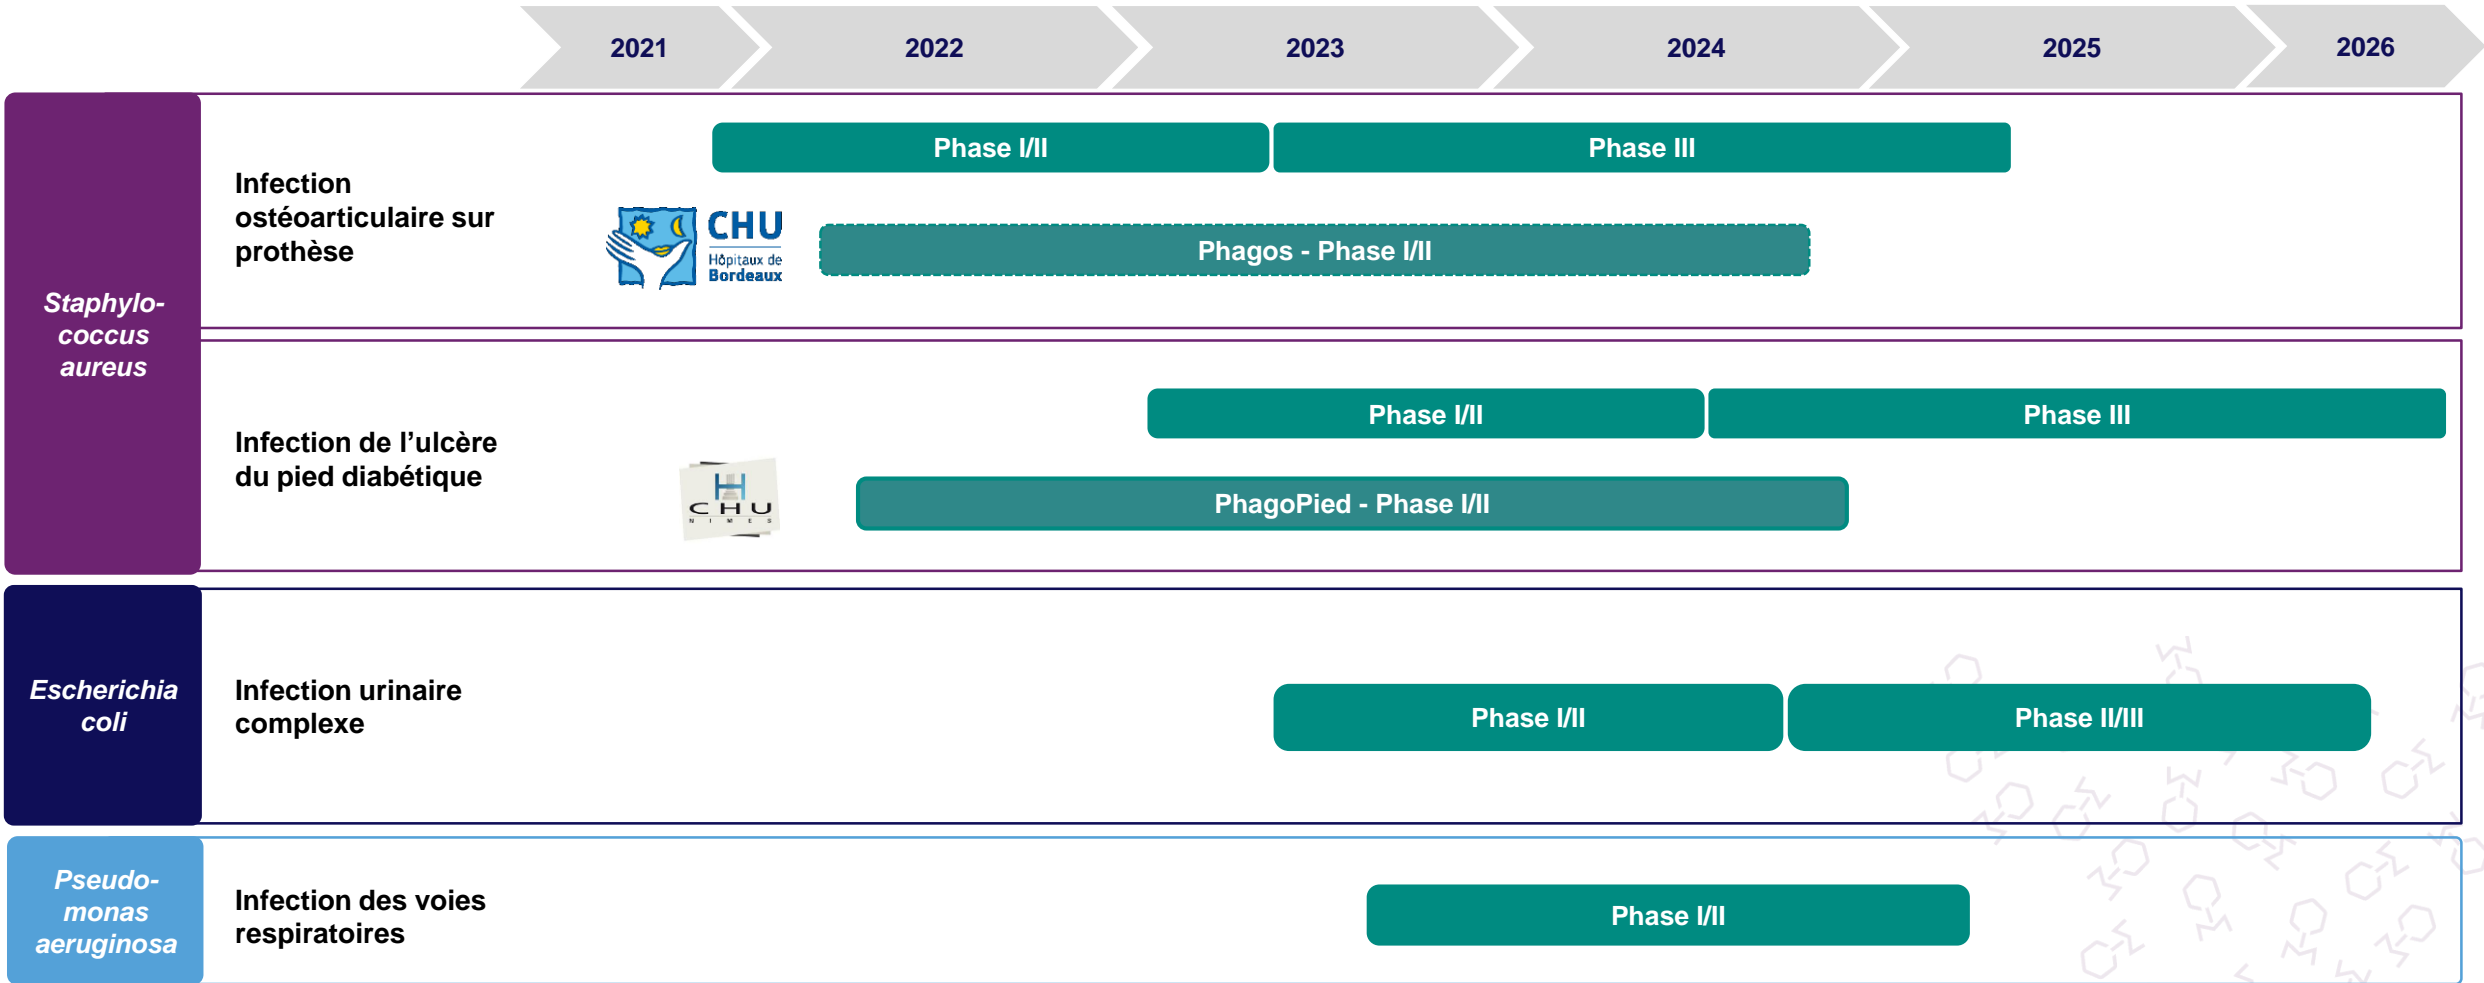 2021 2022 2023 2024 2025 2026
Staphylo-
coccus
aureus
Infection
ostéoarticulaire sur
prothèse
Phase I/II
Phase III
CHU
Hôpitaux de
Bordeaux
Phagos - Phase I/II
Infection de l’ulcère
du pied diabétique
Phase I/II
Phase III
CHU
NIMES
PhagoPied - Phase I/II
Escherichia
coli
Infection urinaire
complexe
Phase I/II
Phase II/III
Pseudo-
monas
aeruginosa
Infection des voies
respiratoires
Phase I/II